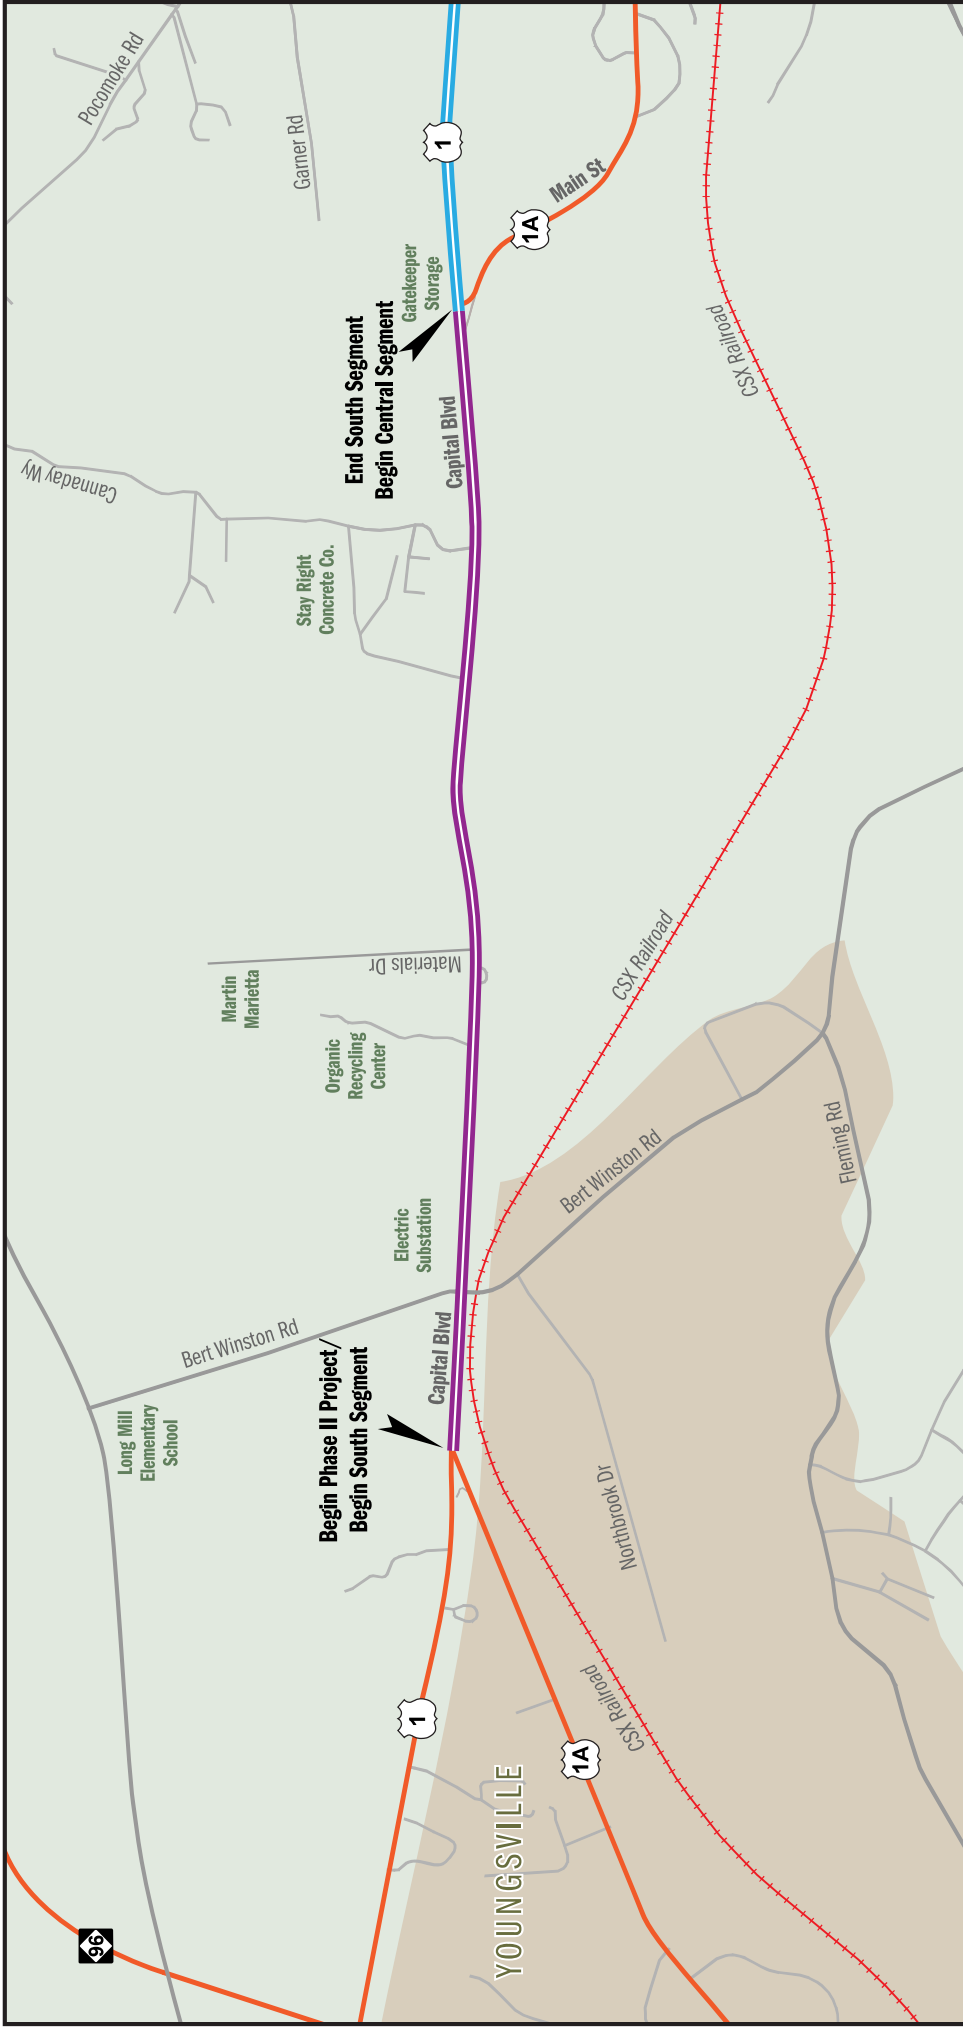 Pocomoke Rd
Garner Rd
1
Main St
1A
Gatekeeper
Storage
End South Segment
Begin Central Segment
CSX Railroad
Capital Blvd
Cannaday Wy
Stay Right
Concrete Co.
CSX Railroad
Materials Dr
Martin
Marietta
Organic
Recycling
Center
Bert Winston Rd
Fleming Rd
Electric
Substation
Bert Winston Rd
Capital Blvd
Begin Phase II Project/
Begin South Segment
Long Mill
Elementary
School
Northbrook Dr
CSX Railroad
1
1A
YOUNGSVILLE
96